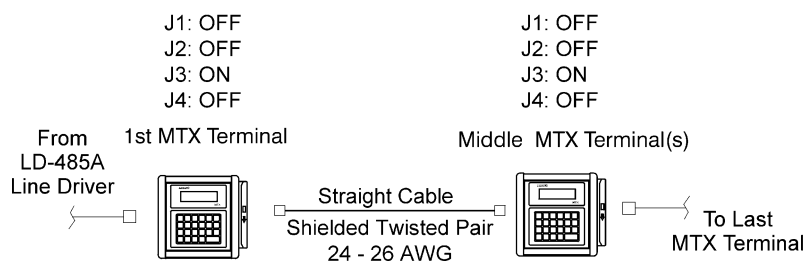 J1: OFF
J2: OFF
J3: ON
J4: OFF
J1: OFF
J2: OFF
J3: ON
J4: OFF
From
LD-485A
Line Driver
1st MTX Terminal
Middle MTX Terminal(s)
Straight Cable
Shielded Twisted Pair
24 - 26 AWG
To Last
MTX Terminal